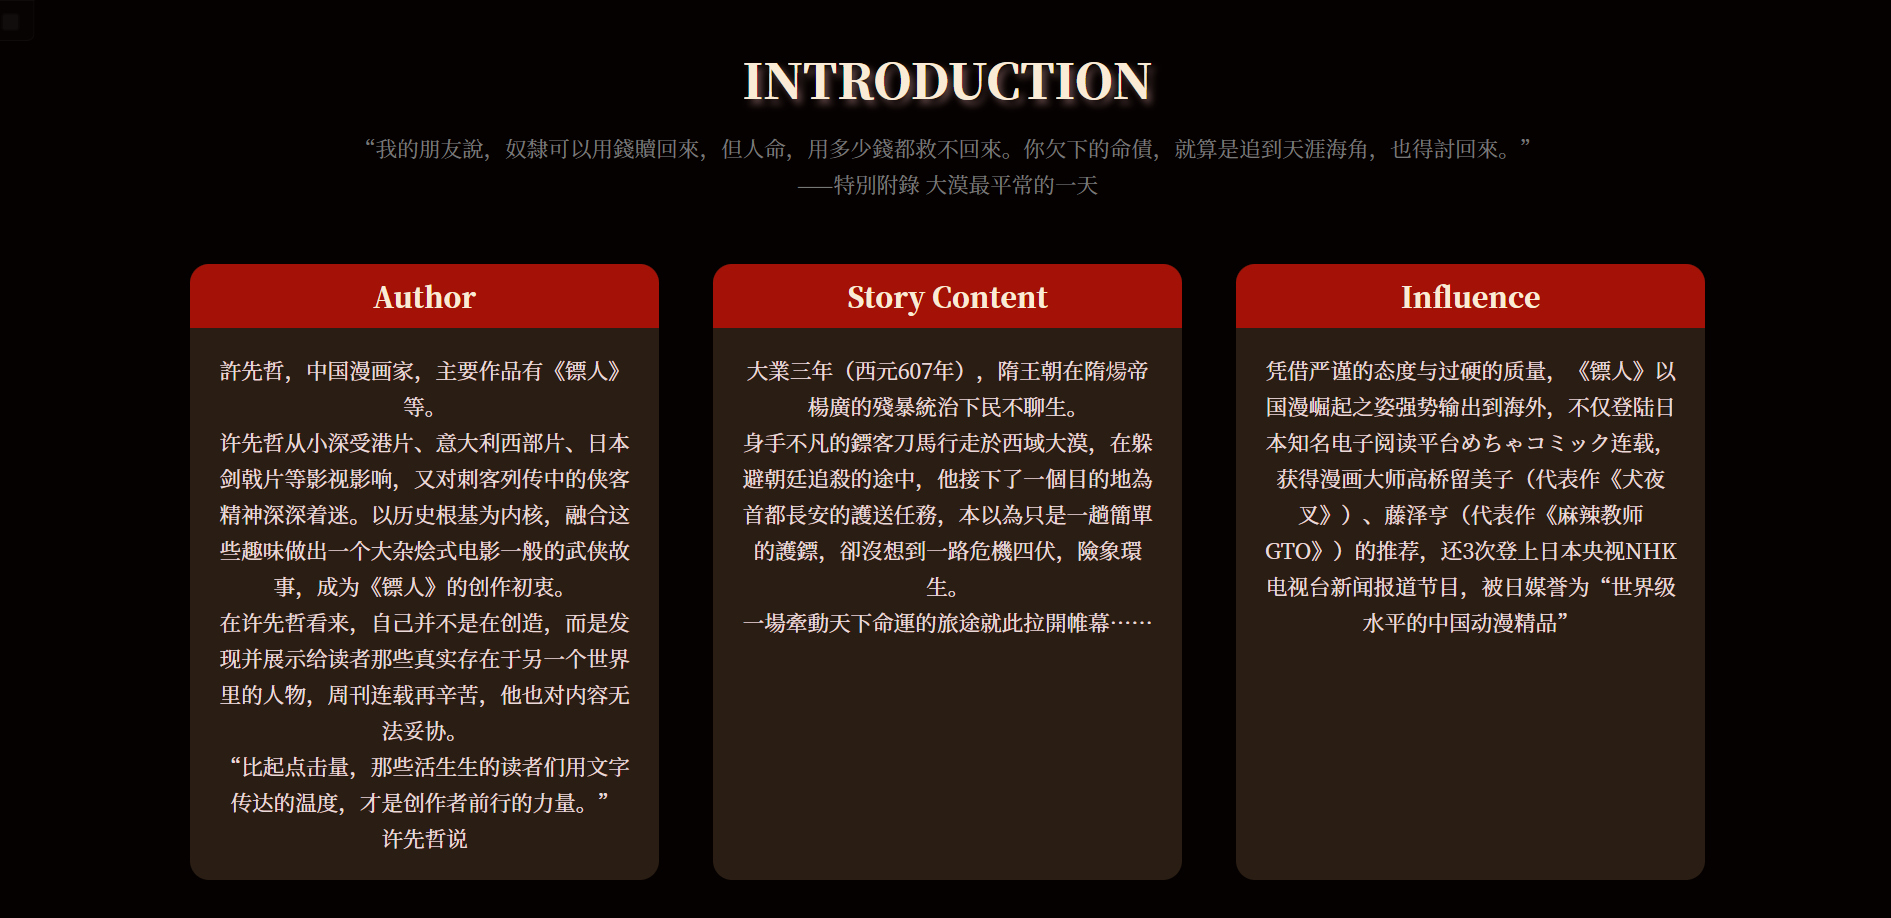 INTRODUCTION
“我的朋友說，奴隸可以用錢贖回來，但人命，用多少錢都救不回來。你欠下的命債，就算是追到天涯海角，也得討回來。”
——特別附錄 大漠最平常的一天
Author
許先哲，中国漫画家，主要作品有《镖人》
等。
许先哲从小深受港片、意大利西部片、日本
剑戟片等影视影响，又对刺客列传中的侠客
精神深深着迷。以历史根基为内核，融合这
些趣味做出一个大杂烩式电影一般的武侠故
事，成为《镖人》的创作初衷。
在许先哲看来，自己并不是在创造，而是发
现并展示给读者那些真实存在于另一个世界
里的人物，周刊连载再辛苦，他也对内容无
法妥协。
“比起点击量，那些活生生的读者们用文字
传达的温度，才是创作者前行的力量。”
许先哲说
Story Content
大業三年（西元607年），隋王朝在隋煬帝
楊廣的殘暴統治下民不聊生。
身手不凡的鏢客刀馬行走於西域大漠，在躲
避朝廷追殺的途中，他接下了一個目的地為
首都長安的護送任務，本以為只是一趟簡單
的護鏢，卻沒想到一路危機四伏，險象環
生。
一場牽動天下命運的旅途就此拉開帷幕⋯⋯
Influence
凭借严谨的态度与过硬的质量，《镖人》以
国漫崛起之姿强势输出到海外，不仅登陆日
本知名电子阅读平台めちゃコミック连载，
获得漫画大师高桥留美子（代表作《犬夜
叉》）、藤泽亨（代表作《麻辣教师
GTO》）的推荐，还3次登上日本央视NHK
电视台新闻报道节目，被日媒誉为“世界级
水平的中国动漫精品”